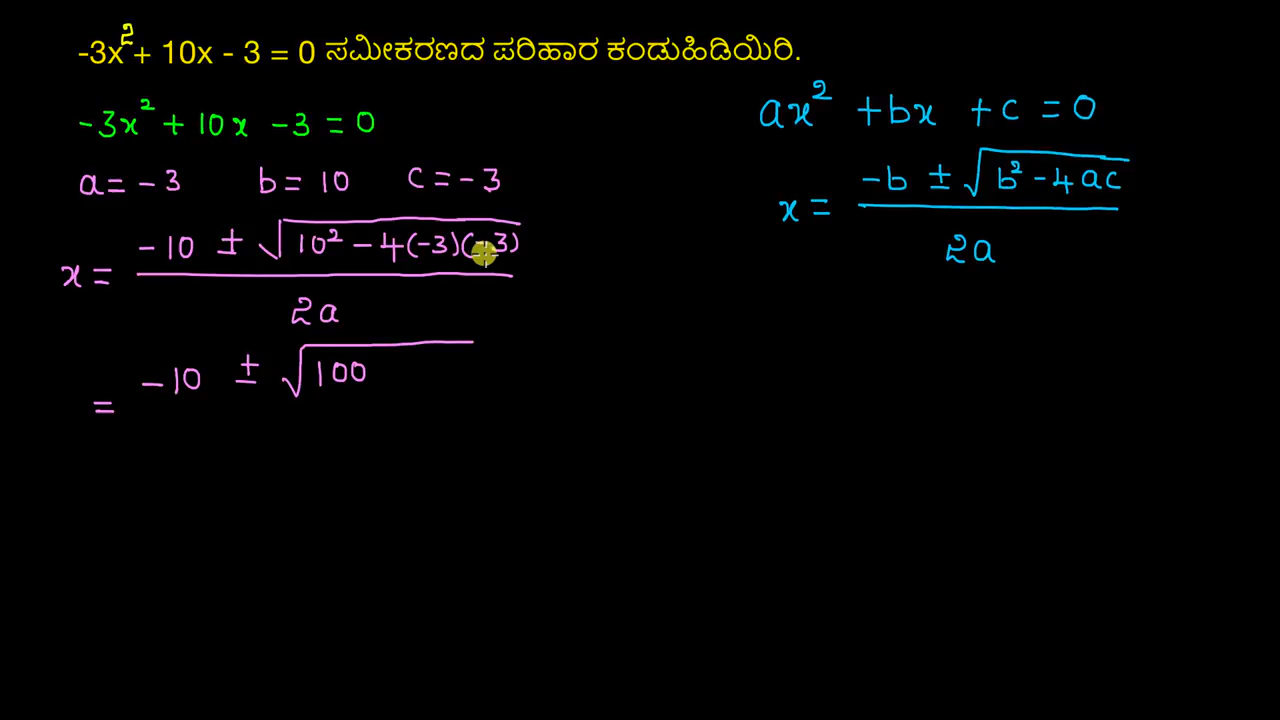 -3x² + 10x - 3 = 0 ಸಮೀಕರಣದ ಪರಿಹಾರ ಕಂಡುಹಿಡಿಯಿರಿ.
-3x² + 10x - 3 = 0
a = -3 b = 10 c = -3
x = (-10 ± √(10² - 4(-3)(-3))) / 2a
= -10 ± √100
ax² + bx + c = 0
x = (-b ± √(b² - 4ac)) / 2a